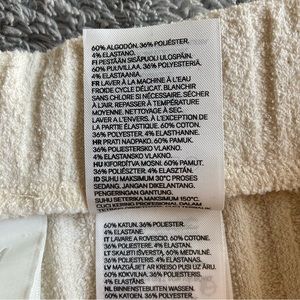 60% ALGODÓN. 36% POLIÉSTER.
4% ELASTANO.
FI PESTÄÄN SISÄPUOLI ULOSPÄIN.
60% PUUVILLAA. 36% POLYESTERIÄ.
4% ELASTAANIA.
FR LAVER À LA MACHINE À L'EAU
FROIDE CYCLE DÉLICAT. BLANCHIR
SANS CHLORE SI NÉCESSAIRE. SÉCHER
À L'AIR. REPASSER À TEMPÉRATURE
MOYENNE. NETTOYAGE À SEC.
LAVER A L'ENVERS. À L'EXCEPTION DE
LA PARTIE ÉLASTIQUE. 60% COTON.
36% POLYESTER. 4% ELASTHANNE.
HR PRATI NAOPAKO. 60% PAMUK.
36% POLIESTERSKO VLAKNO.
4% ELASTANSKO VLAKNO.
HU KIFORDÍTVA MOSNI. 60% PAMUT.
36% POLIÉSZTER. 4% ELASZTÁN.
ID SUHU MAKSIMUM 30°C PROSES
SEDANG. JANGAN DIKELANTANG.
PENGERINGAN GANTUNG.
SUHU SETERIKA MAKSIMUM 150°C.
60% KATUN. 36% POLIESTER.
4% ELASTANE.
IT LAVARE A ROVESCIO. 60% COTONE.
36% POLIESTERE. 4% ELASTAN.
LT SKALBTI IŠVERSTĄ. 60% MEDVILNĖ.
36% POLIESTERIS. 4% ELASTANAS.
LV MAZGĀJIET AR KREISO PUSI UZ ĀRU.
60% KOKVILNA. 36% POLIESTERS.
4% ELASTĀNS.
NL BINNENSTEBUITEN WASSEN.
60% KATOEN. 36% POLYESTER.